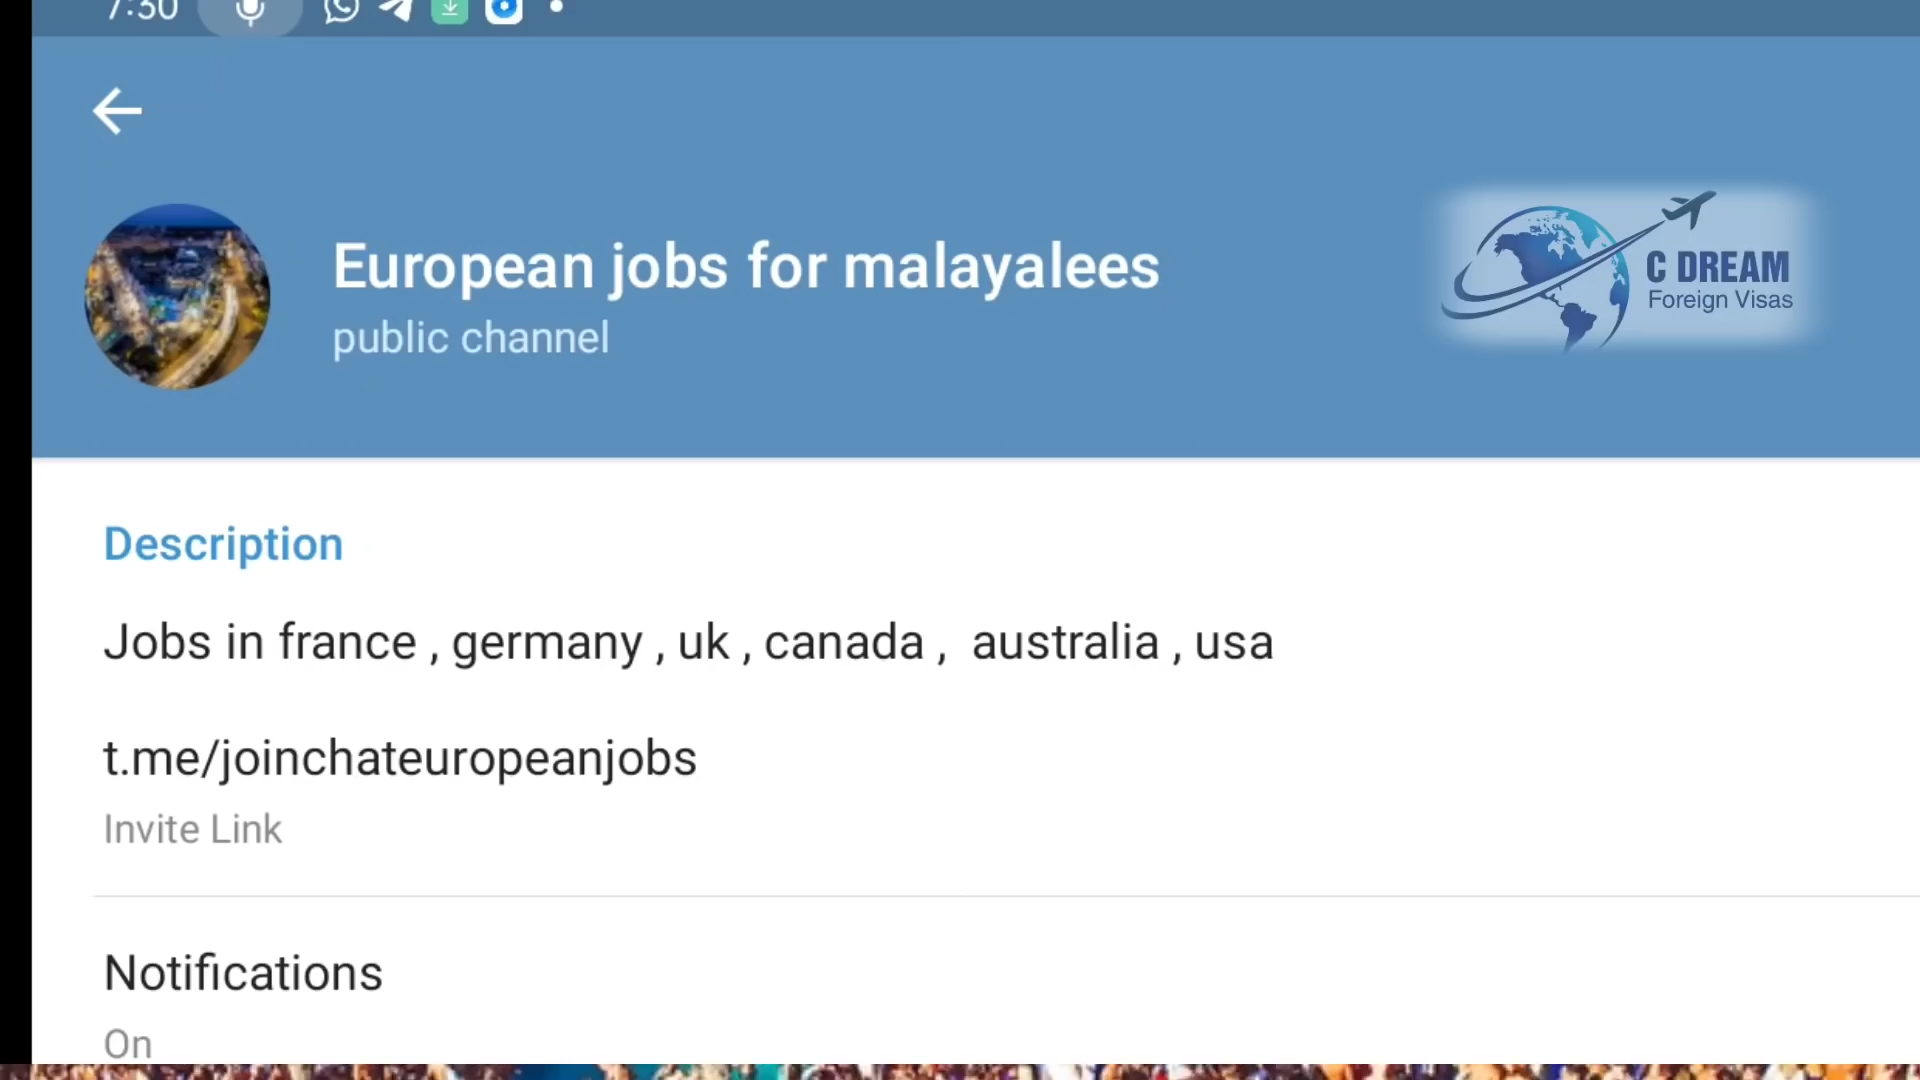 7:30
European jobs for malayalees
public channel
C DREAM
Foreign Visas
Description
Jobs in france , germany , uk , canada ,  australia , usa
t.me/joinchateuropeanjobs
Invite Link
Notifications
On